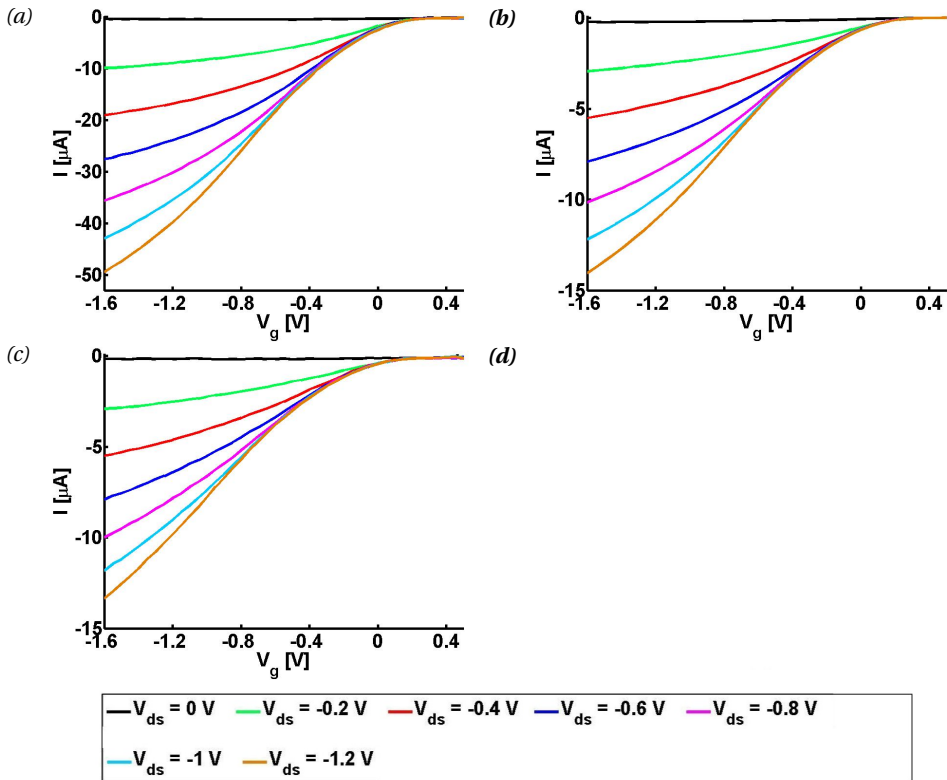 (a)
0
-10
-20
-30
-40
-50
I [μA]
-1.6 -1.2 -0.8 -0.4 0 0.4
V_g [V]
(b)
0
-5
-10
-15
I [μA]
-1.6 -1.2 -0.8 -0.4 0 0.4
V_g [V]
(c)
0
-5
-10
-15
I [μA]
-1.6 -1.2 -0.8 -0.4 0 0.4
V_g [V]
(d)
V_ds = 0 V V_ds = -0.2 V V_ds = -0.4 V V_ds = -0.6 V V_ds = -0.8 V
V_ds = -1 V V_ds = -1.2 V